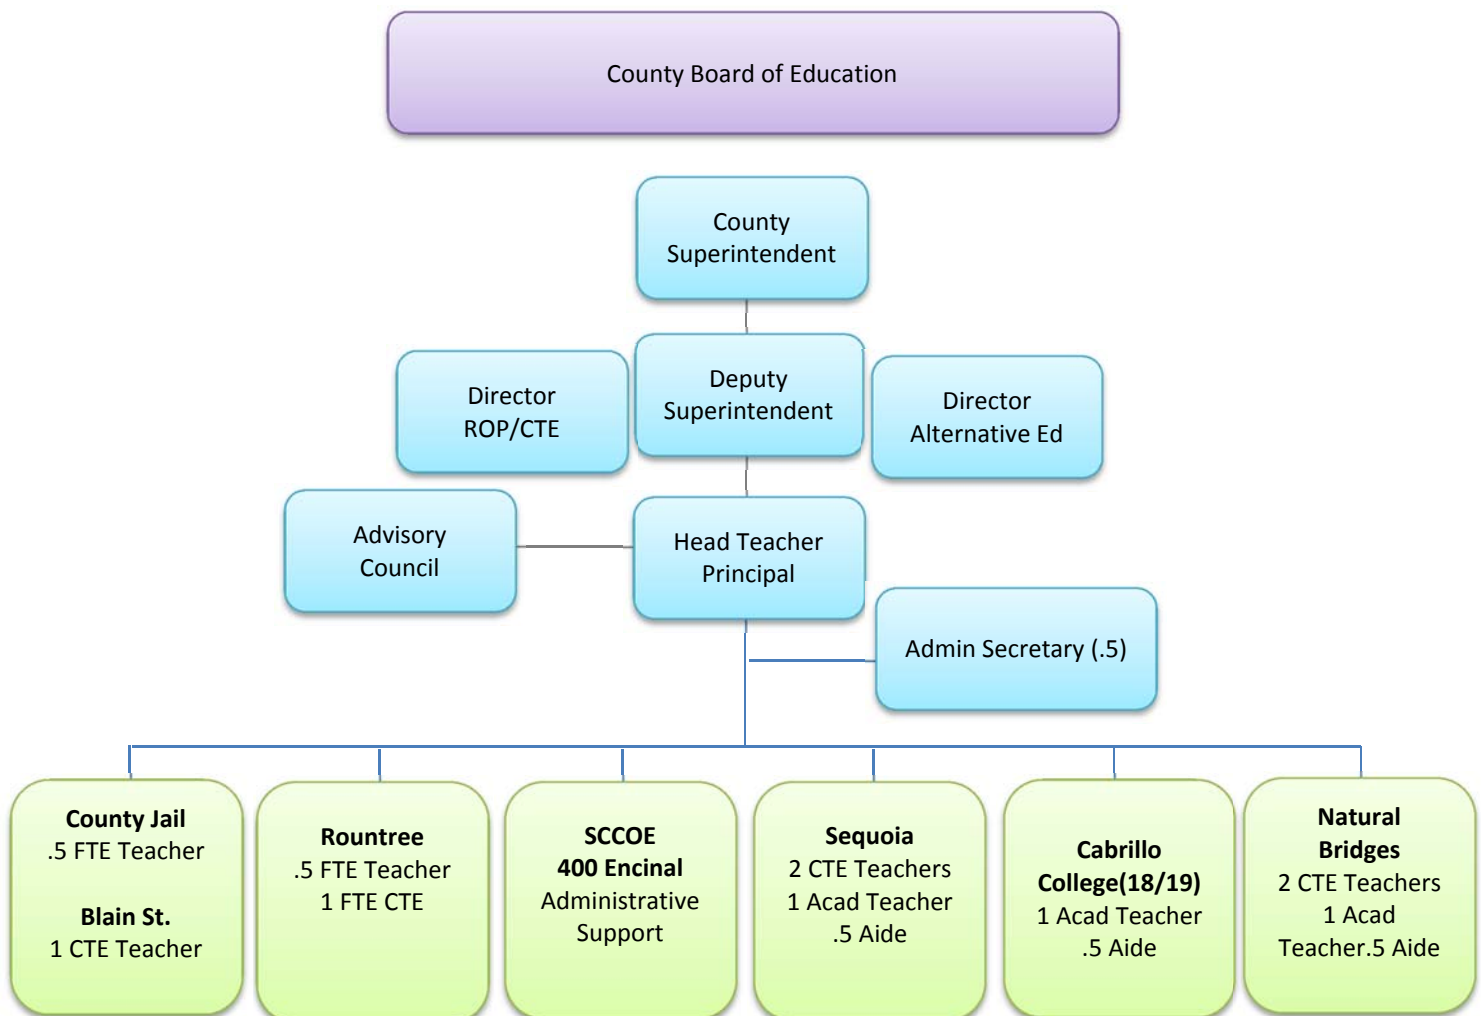 County Board of Education
County
Superintendent
Director
ROP/CTE
Deputy
Superintendent
Director
Alternative Ed
Advisory
Council
Head Teacher
Principal
Admin Secretary (.5)
County Jail
.5 FTE Teacher
Blain St.
1 CTE Teacher
Rountree
.5 FTE Teacher
1 FTE CTE
SCCOE
400 Encinal
Administrative
Support
Sequoia
2 CTE Teachers
1 Acad Teacher
.5 Aide
Cabrillo
College(18/19)
1 Acad Teacher
.5 Aide
Natural
Bridges
2 CTE Teachers
1 Acad
Teacher.5 Aide